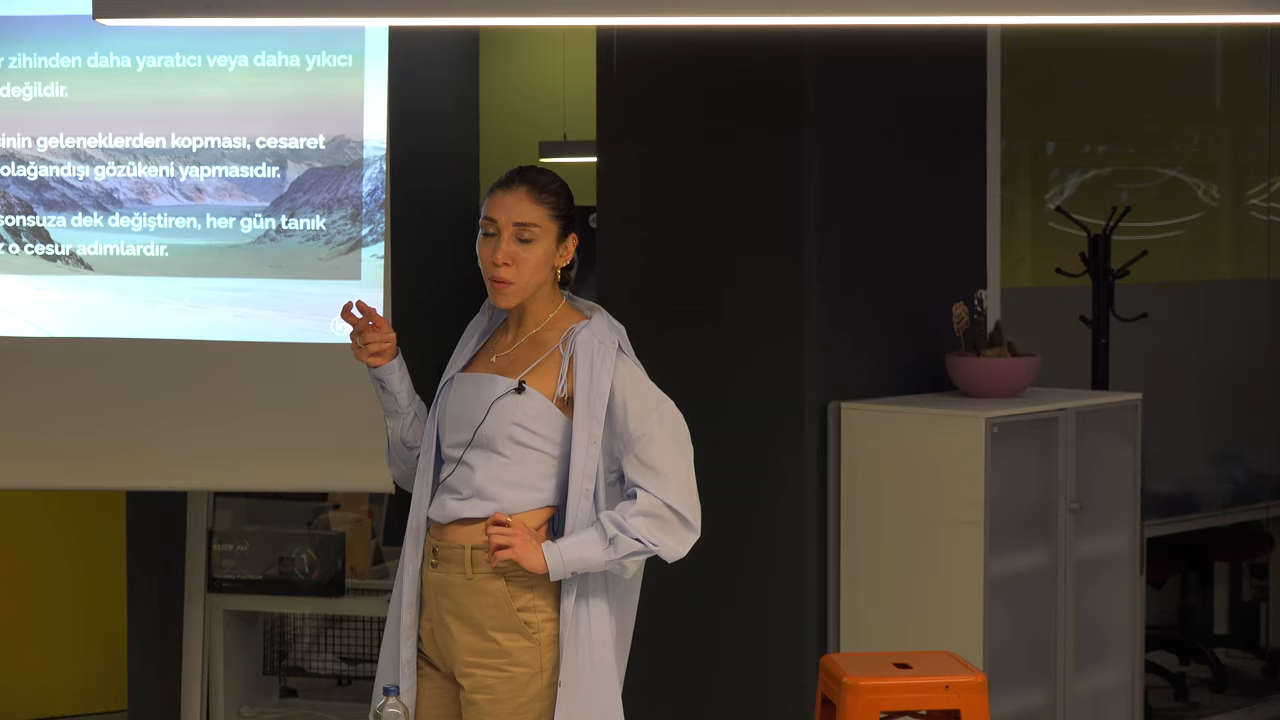 zihinden daha yaratıcı veya daha yıkıcı
değildir.
geleneklerden kopması, cesaret
olağandışı gözükeni yapmasıdır.
sonsuza dek değiştiren, her gün tanık
o cesur adımlardır.